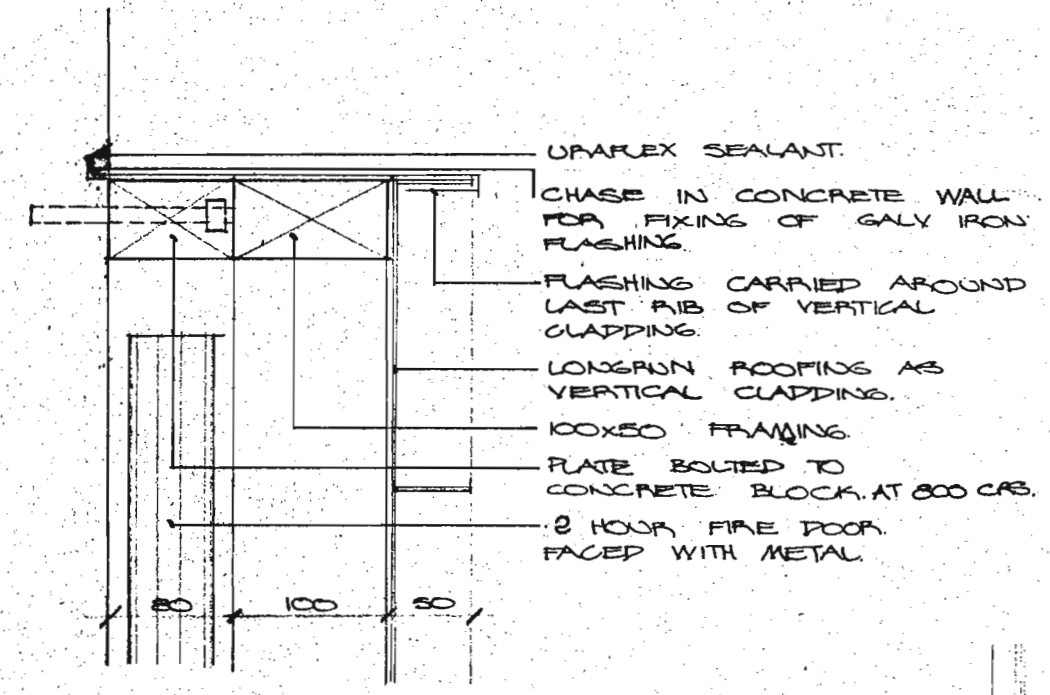 URAFLEX SEALANT.
CHASE IN CONCRETE WALL
FOR FIXING OF GALV IRON
FLASHING.
FLASHING CARRIED AROUND
LAST RIB OF VERTICAL
CLADDING.
LONGRUN ROOFING AS
VERTICAL CLADDING.
100x50 FRAMING.
PLATE BOLTED TO
CONCRETE BLOCK. AT 800 CRS.
2 HOUR FIRE DOOR.
FACED WITH METAL.
80 100 50